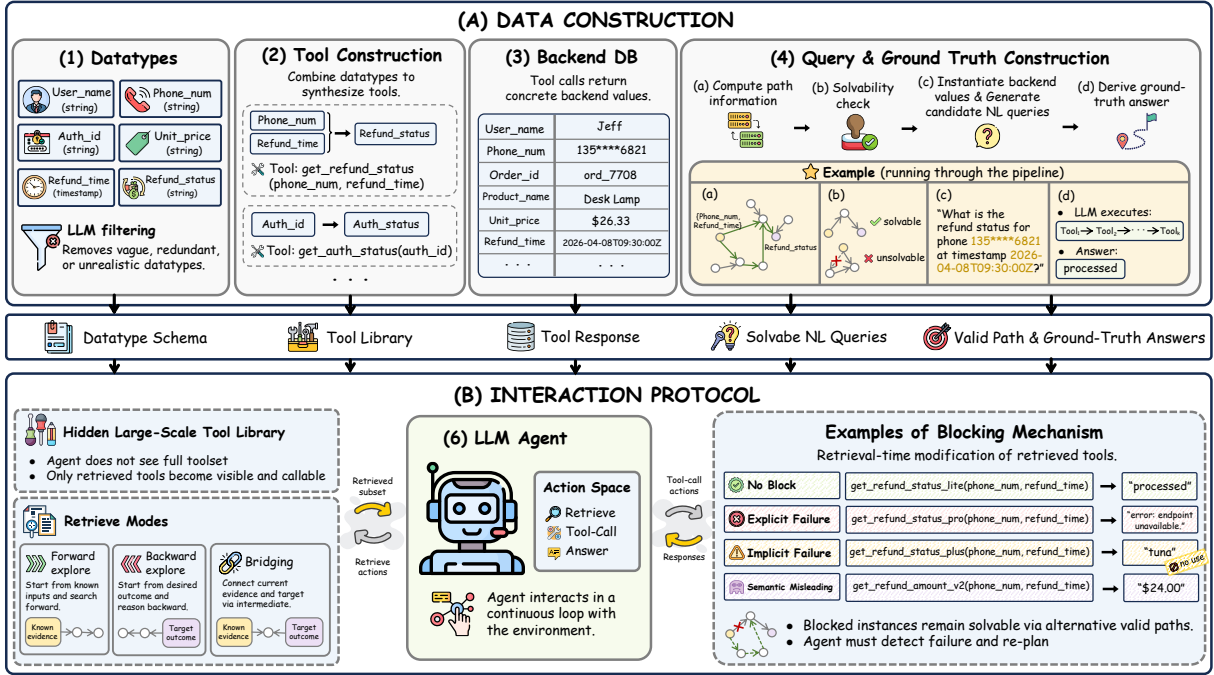 (A) DATA CONSTRUCTION
(1) Datatypes
User_name
(string)
Phone_num
(string)
Auth_id
(string)
Unit_price
(string)
Refund_time
(timestamp)
Refund_status
(string)
LLM filtering
Removes vague, redundant,
or unrealistic datatypes.
(2) Tool Construction
Combine datatypes to
synthesize tools.
Phone_num
Refund_time
Refund_status
Tool: get_refund_status
(phone_num, refund_time)
Auth_id
Auth_status
Tool: get_auth_status(auth_id)
. . .
(3) Backend DB
Tool calls return
concrete backend values.
User_name Jeff
Phone_num 135****6821
Order_id ord_7708
Product_name Desk Lamp
Unit_price $26.33
Refund_time 2026-04-08T09:30:00Z
. . . . . .
(4) Query & Ground Truth Construction
(a) Compute path
information
(b) Solvability
check
(c) Instantiate backend
values & Generate
candidate NL queries
(d) Derive ground-
truth answer
Example (running through the pipeline)
(a)
{Phone_num,
Refund_time}
Refund_status
(b)
solvable
unsolvable
(c)
"What is the
refund status for
phone 135****6821
at timestamp 2026-
04-08T09:30:00Z?"
(d)
• LLM executes:
Tool₁→Tool₂→···→Toolₖ
• Answer:
processed
Datatype Schema
Tool Library
Tool Response
Solvabe NL Queries
Valid Path & Ground-Truth Answers
(B) INTERACTION PROTOCOL
Hidden Large-Scale Tool Library
• Agent does not see full toolset
• Only retrieved tools become visible and callable
Retrieve Modes
Forward
explore
Start from known
inputs and search
forward.
Known
evidence
Backward
explore
Start from desired
outcome and
reason backward.
Target
outcome
Bridging
Connect current
evidence and target
via intermediate.
Known
evidence
Target
outcome
Retrieved
subset
Retrieve
actions
(6) LLM Agent
Action Space
Retrieve
Tool-Call
Answer
Agent interacts in a
continuous loop with
the environment.
Tool-call
actions
Responses
Examples of Blocking Mechanism
Retrieval-time modification of retrieved tools.
No Block
get_refund_status_lite(phone_num, refund_time)
"processed"
Explicit Failure
get_refund_status_pro(phone_num, refund_time)
"error: endpoint
unavailable."
Implicit Failure
get_refund_status_plus(phone_num, refund_time)
"tuna"
no use
Semantic Misleading
get_refund_amount_v2(phone_num, refund_time)
"$24.00"
• Blocked instances remain solvable via alternative valid paths.
• Agent must detect failure and re-plan